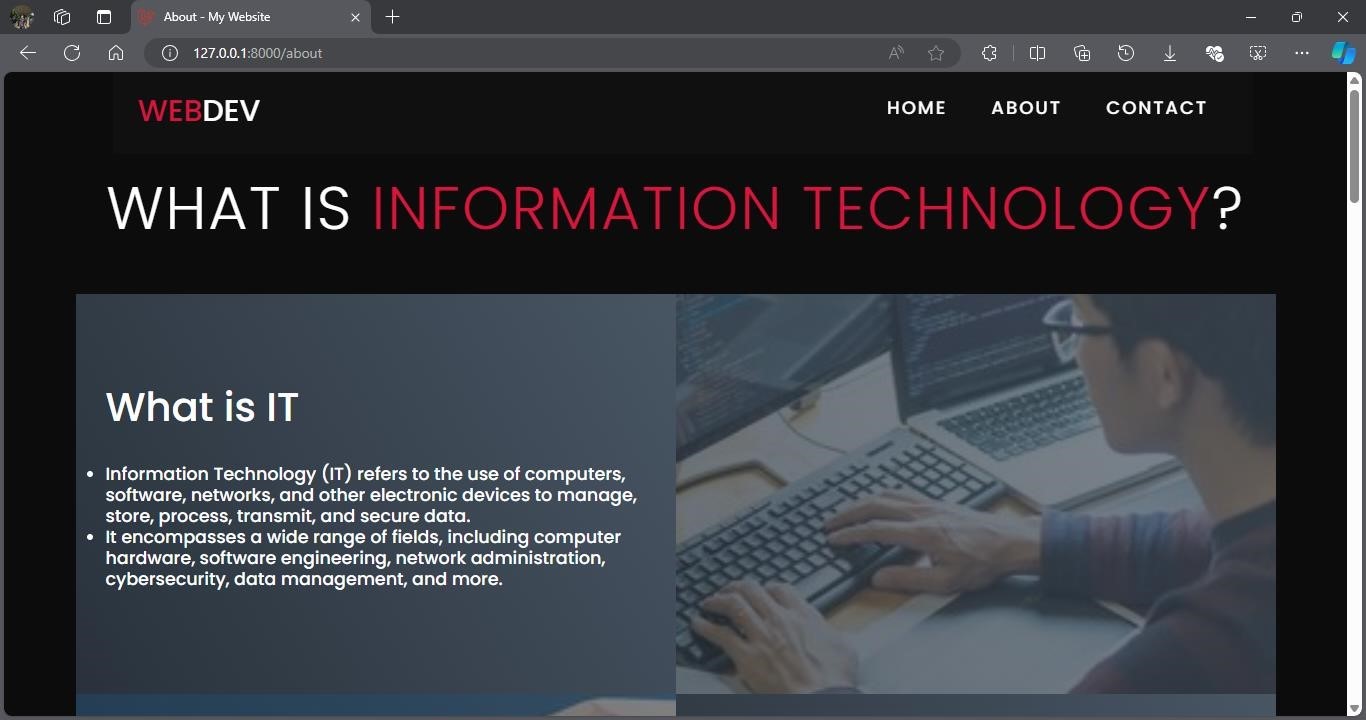 About - My Website
127.0.0.1:8000/about
WEBDEV
HOME ABOUT CONTACT
WHAT IS INFORMATION TECHNOLOGY?
What is IT
• Information Technology (IT) refers to the use of computers,
software, networks, and other electronic devices to manage,
store, process, transmit, and secure data.
• It encompasses a wide range of fields, including computer
hardware, software engineering, network administration,
cybersecurity, data management, and more.